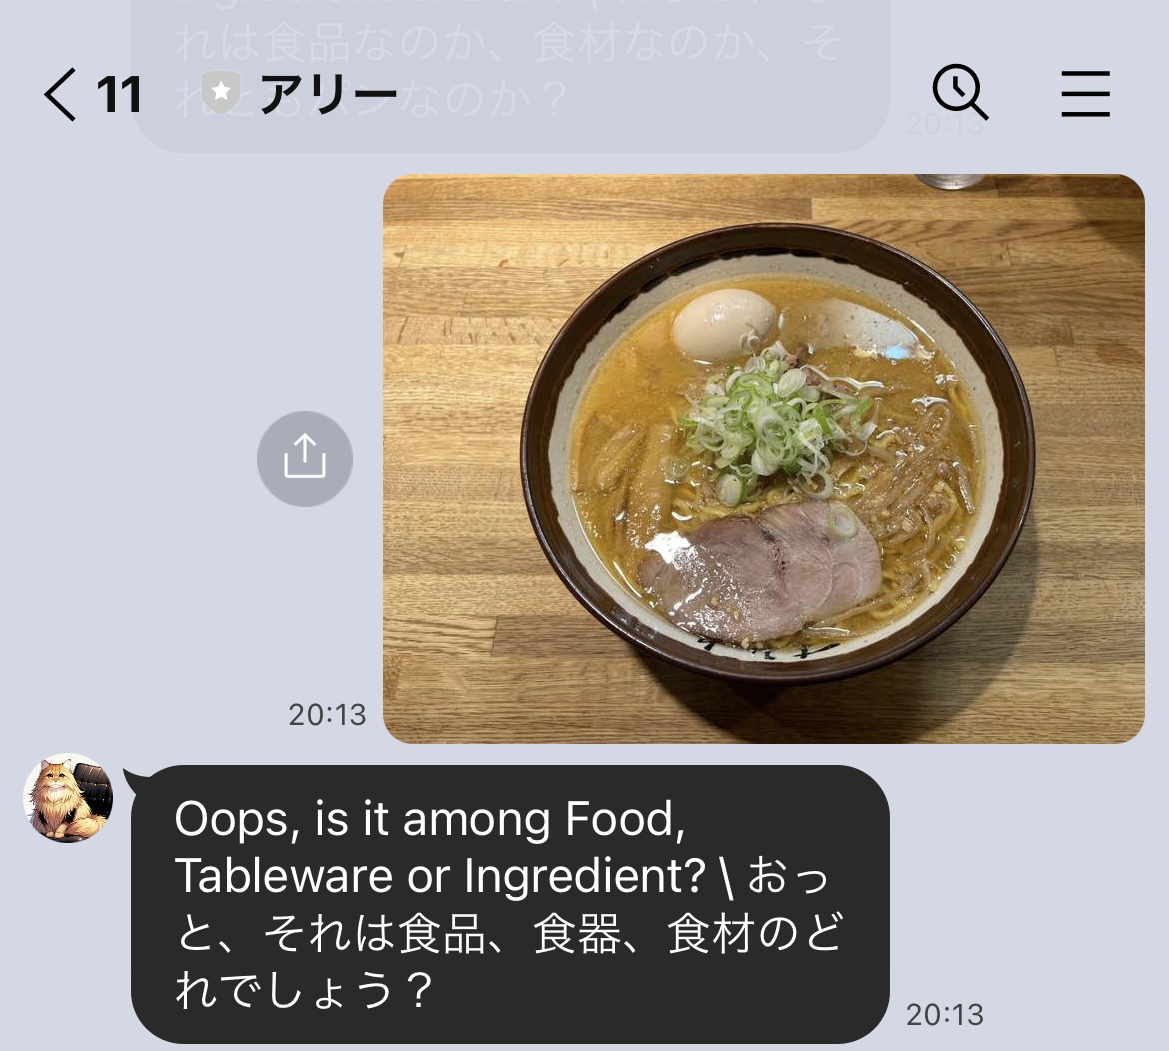 れは食品なのか、食材なのか、そ
11 アリー
なのか？
20:13
20:13
Oops, is it among Food,
Tableware or Ingredient? \ おっ
と、それは食品、食器、食材のど
れでしょう？
20:13